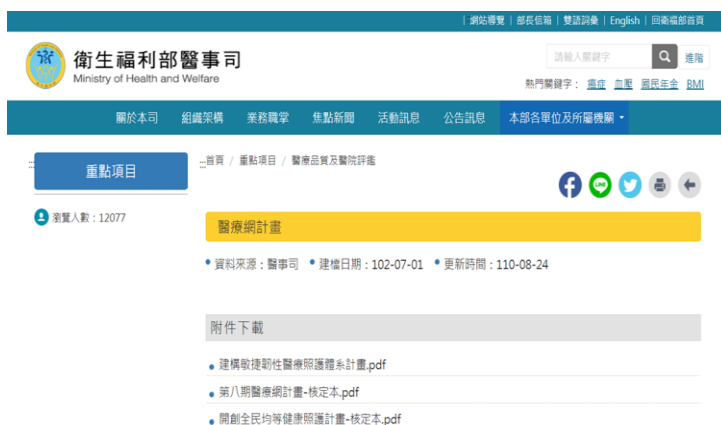 | 網站導覽 | 部長信箱 | 雙語詞彙 | English | 回衛福部首頁
衛生福利部醫事司
Ministry of Health and Welfare
請輸入關鍵字
進階
熱門關鍵字： 癌症 血壓 國民年金 BMI
關於本司 組織架構 業務職掌 焦點新聞 活動訊息 公告訊息 本部各單位及所屬機關
重點項目
瀏覽人數：12077
:::首頁 / 重點項目 / 醫療品質及醫院評鑑
LINE
醫療網計畫
資料來源：醫事司 建檔日期：102-07-01 更新時間：110-08-24
附件下載
建構敏捷韌性醫療照護體系計畫.pdf
第八期醫療網計畫-核定本.pdf
開創全民均等健康照護計畫-核定本.pdf